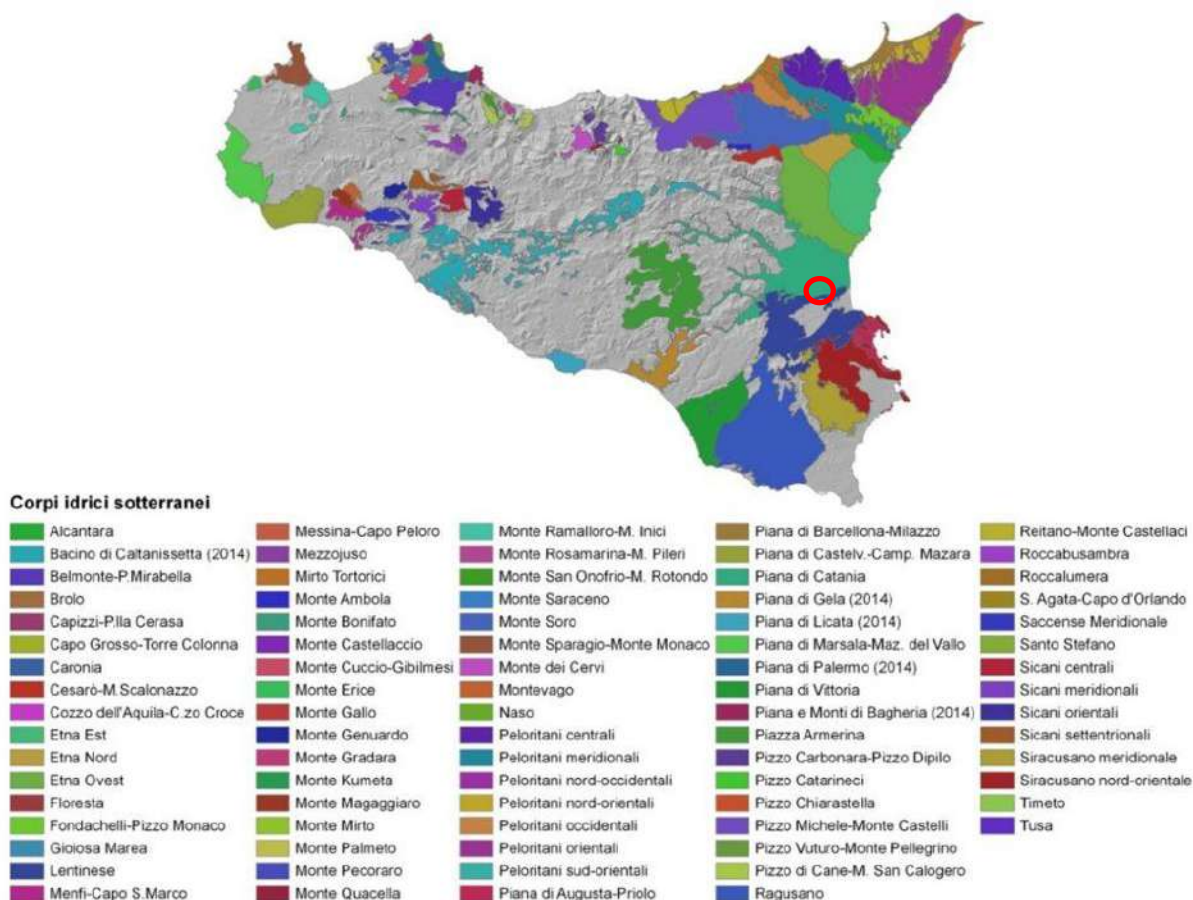 Corpi idrici sotterranei
Alcantara
Bacino di Caltanissetta (2014)
Belmonte-P.Mirabella
Brolo
Capizzi-P.lla Cerasa
Capo Grosso-Torre Colonna
Caronia
Cesarò-M.Scalonazzo
Cozzo dell'Aquila-C.zo Croce
Etna Est
Etna Nord
Etna Ovest
Floresta
Fondachelli-Pizzo Monaco
Gioiosa Marea
Lentinese
Menfi-Capo S.Marco
Messina-Capo Peloro
Mezzojuso
Mirto Tortorici
Monte Ambola
Monte Bonifato
Monte Castellaccio
Monte Cuccio-Gibilmesi
Monte Erice
Monte Gallo
Monte Genuardo
Monte Gradara
Monte Kumeta
Monte Magaggiaro
Monte Mirto
Monte Palmeto
Monte Pecoraro
Monte Quacella
Monte Ramalloro-M. Inici
Monte Rosamarina-M. Pileri
Monte San Onofrio-M. Rotondo
Monte Saraceno
Monte Soro
Monte Sparagio-Monte Monaco
Monte dei Cervi
Montevago
Naso
Peloritani centrali
Peloritani meridionali
Peloritani nord-occidentali
Peloritani nord-orientali
Peloritani occidentali
Peloritani orientali
Peloritani sud-orientali
Piana di Augusta-Priolo
Piana di Barcellona-Milazzo
Piana di Castelv.-Camp. Mazara
Piana di Catania
Piana di Gela (2014)
Piana di Licata (2014)
Piana di Marsala-Maz. del Vallo
Piana di Palermo (2014)
Piana di Vittoria
Piana e Monti di Bagheria (2014)
Piazza Armerina
Pizzo Carbonara-Pizzo Dipilo
Pizzo Catarineci
Pizzo Chiarastella
Pizzo Michele-Monte Castelli
Pizzo Vuturo-Monte Pellegrino
Pizzo di Cane-M. San Calogero
Ragusano
Reitano-Monte Castellaci
Roccabusambra
Roccalumera
S. Agata-Capo d'Orlando
Saccense Meridionale
Santo Stefano
Sicani centrali
Sicani meridionali
Sicani orientali
Sicani settentrionali
Siracusano meridionale
Siracusano nord-orientale
Timeto
Tusa